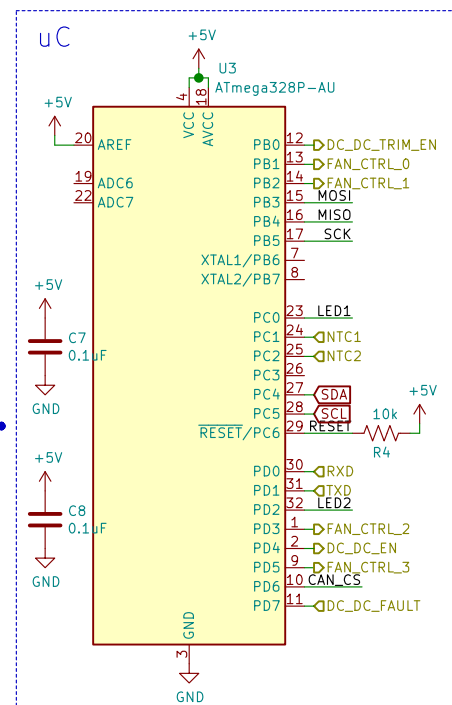 uC
+5V
U3
ATmega328P-AU
+5V
4 18
VCC AVCC
20 AREF
19 ADC6
22 ADC7
PB0 12 DC_DC_TRIM_EN
PB1 13 FAN_CTRL_0
PB2 14 FAN_CTRL_1
PB3 15 MOSI
PB4 16 MISO
PB5 17 SCK
XTAL1/PB6 7
XTAL2/PB7 8
+5V
C7
0.1uF
GND
PC0 23 LED1
PC1 24 NTC1
PC2 25 NTC2
PC3 26
PC4 27 SDA
PC5 28 SCL
RESET/PC6 29 RESET
10k
R4
+5V
+5V
C8
0.1uF
GND
PD0 30 RXD
PD1 31 TXD
PD2 32 LED2
PD3 1 FAN_CTRL_2
PD4 2 DC_DC_EN
PD5 9 FAN_CTRL_3
PD6 10 CAN_CS
PD7 11 DC_DC_FAULT
GND
3
GND